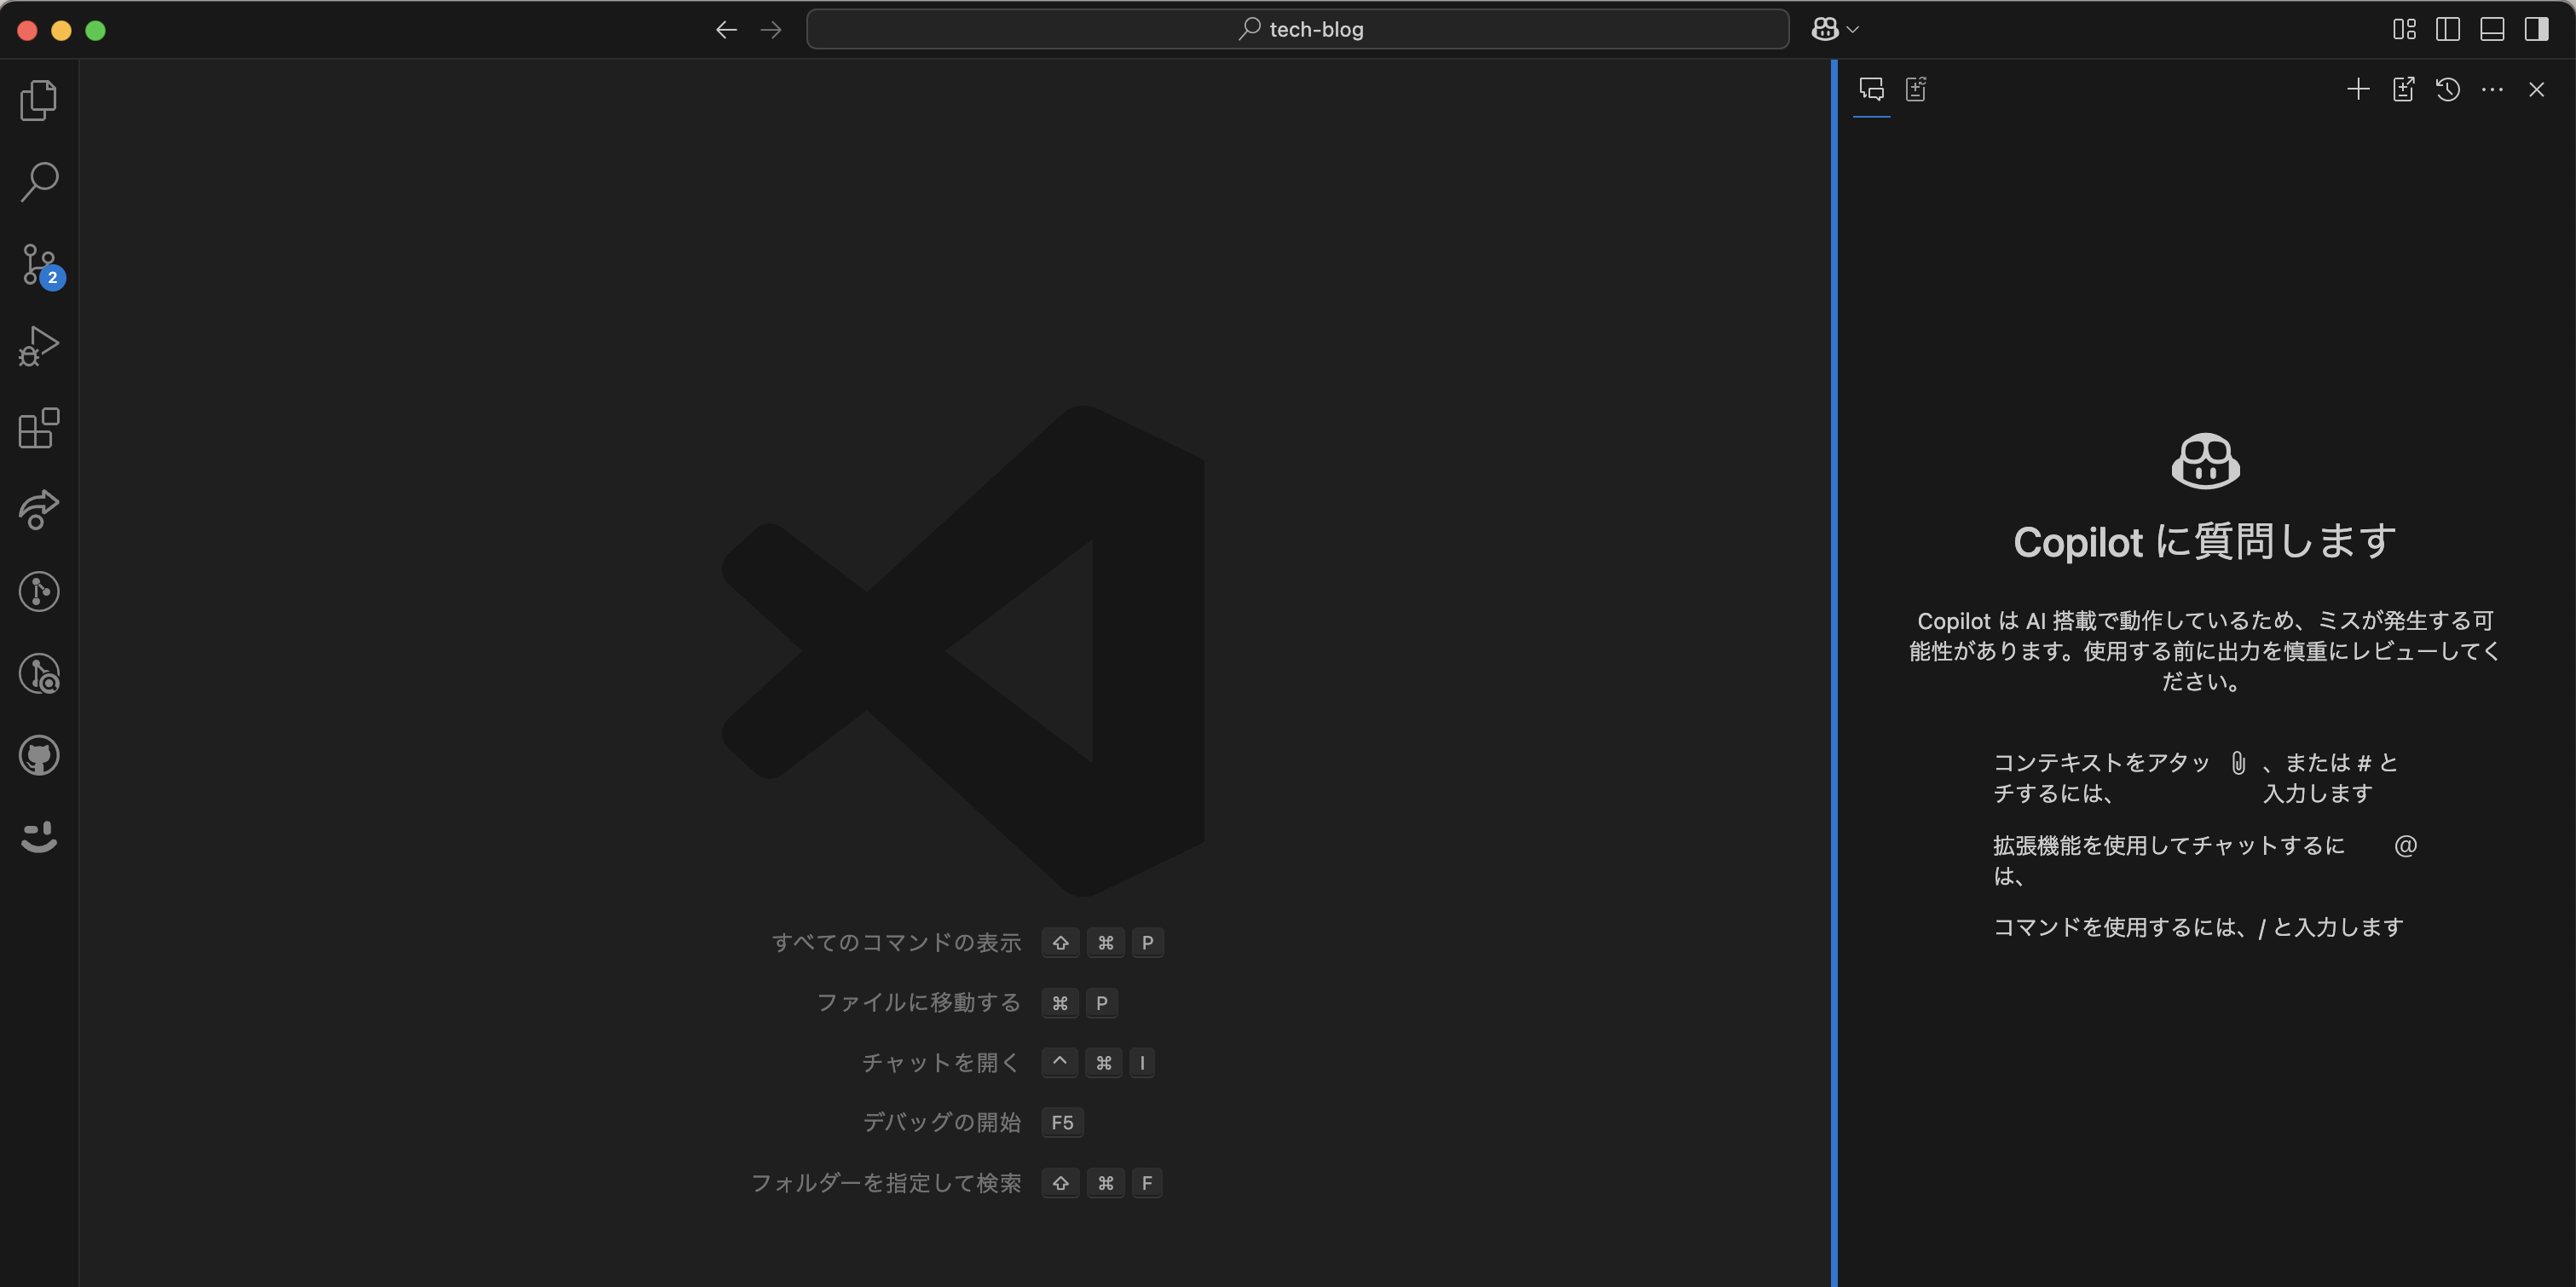 tech-blog
2
すべてのコマンドの表示 ⇧ ⌘ P
ファイルに移動する ⌘ P
チャットを開く ^ ⌘ I
デバッグの開始 F5
フォルダーを指定して検索 ⇧ ⌘ F
Copilot に質問します
Copilot は AI 搭載で動作しているため、ミスが発生する可
能性があります。使用する前に出力を慎重にレビューしてく
ださい。
コンテキストをアタッ 、または # と
チするには、 入力します
拡張機能を使用してチャットするに @
は、
コマンドを使用するには、/ と入力します